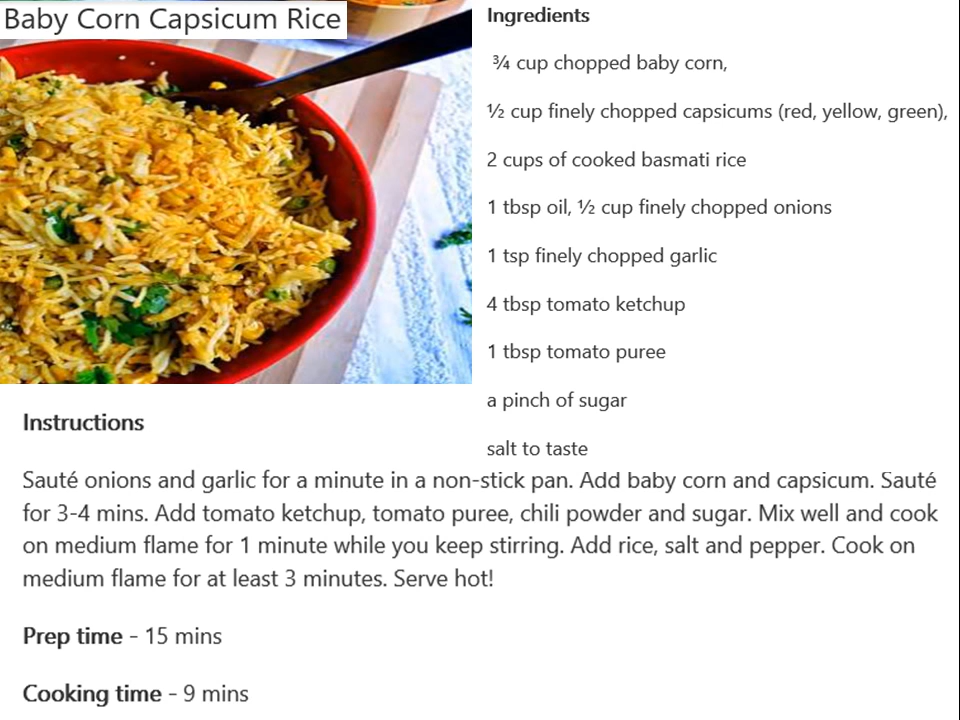 Baby Corn Capsicum Rice
Ingredients
¾ cup chopped baby corn,
½ cup finely chopped capsicums (red, yellow, green),
2 cups of cooked basmati rice
1 tbsp oil, ½ cup finely chopped onions
1 tsp finely chopped garlic
4 tbsp tomato ketchup
1 tbsp tomato puree
a pinch of sugar
salt to taste
Instructions
Sauté onions and garlic for a minute in a non-stick pan. Add baby corn and capsicum. Sauté
for 3-4 mins. Add tomato ketchup, tomato puree, chili powder and sugar. Mix well and cook
on medium flame for 1 minute while you keep stirring. Add rice, salt and pepper. Cook on
medium flame for at least 3 minutes. Serve hot!
Prep time - 15 mins
Cooking time - 9 mins